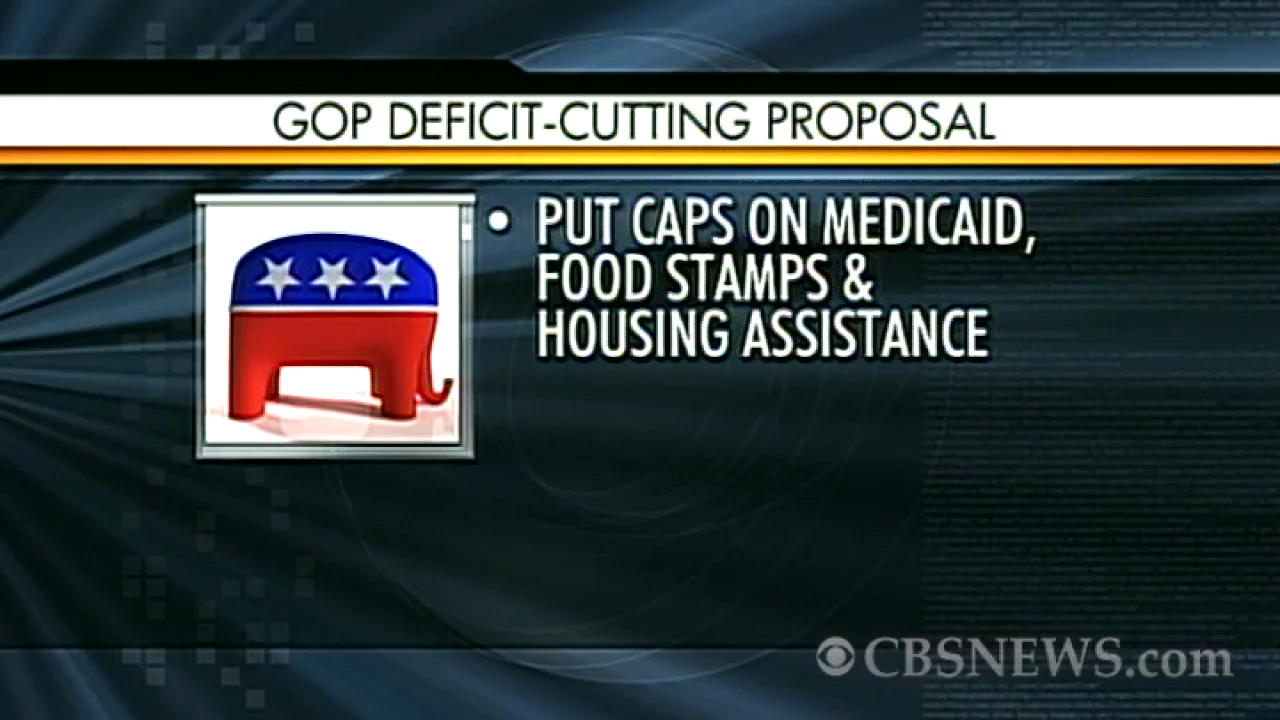 GOP DEFICIT-CUTTING PROPOSAL
• PUT CAPS ON MEDICAID,
FOOD STAMPS &
HOUSING ASSISTANCE
CBSNEWS.com